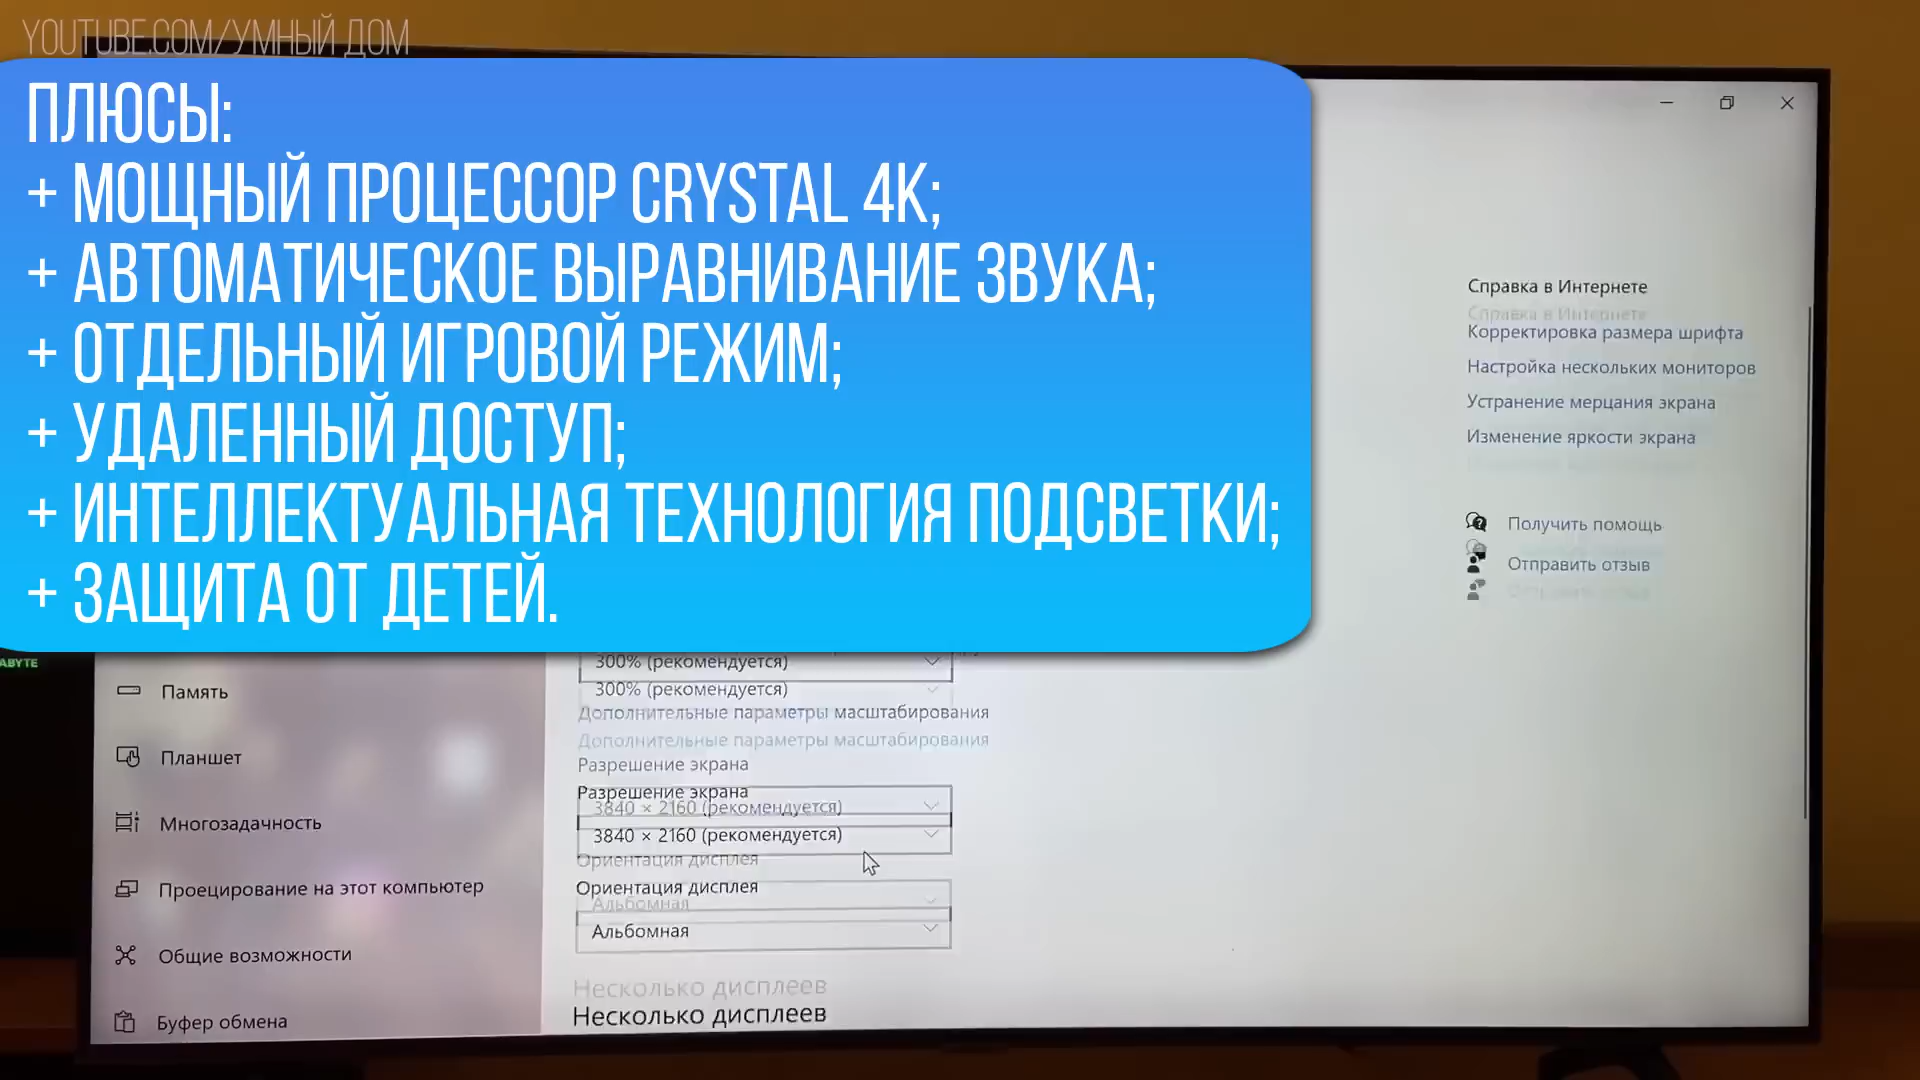 YOUTUBE.COM/УМНЫЙ ДОМ
ПЛЮСЫ:
+ МОЩНЫЙ ПРОЦЕССОР CRYSTAL 4K;
+ АВТОМАТИЧЕСКОЕ ВЫРАВНИВАНИЕ ЗВУКА;
+ ОТДЕЛЬНЫЙ ИГРОВОЙ РЕЖИМ;
+ УДАЛЕННЫЙ ДОСТУП;
+ ИНТЕЛЛЕКТУАЛЬНАЯ ТЕХНОЛОГИЯ ПОДСВЕТКИ;
+ ЗАЩИТА ОТ ДЕТЕЙ.
ABYTE
Память
Планшет
Многозадачность
Проецирование на этот компьютер
Общие возможности
Буфер обмена
300% (рекомендуется)
300% (рекомендуется)
Дополнительные параметры масштабирования
Дополнительные параметры масштабирования
Разрешение экрана
Разрешение экрана
3840 × 2160 (рекомендуется)
3840 × 2160 (рекомендуется)
Ориентация дисплея
Ориентация дисплея
Альбомная
Альбомная
Несколько дисплеев
Несколько дисплеев
Справка в Интернете
Справка в Интернете
Корректировка размера шрифта
Настройка нескольких мониторов
Устранение мерцания экрана
Изменение яркости экрана
Получить помощь
Отправить отзыв